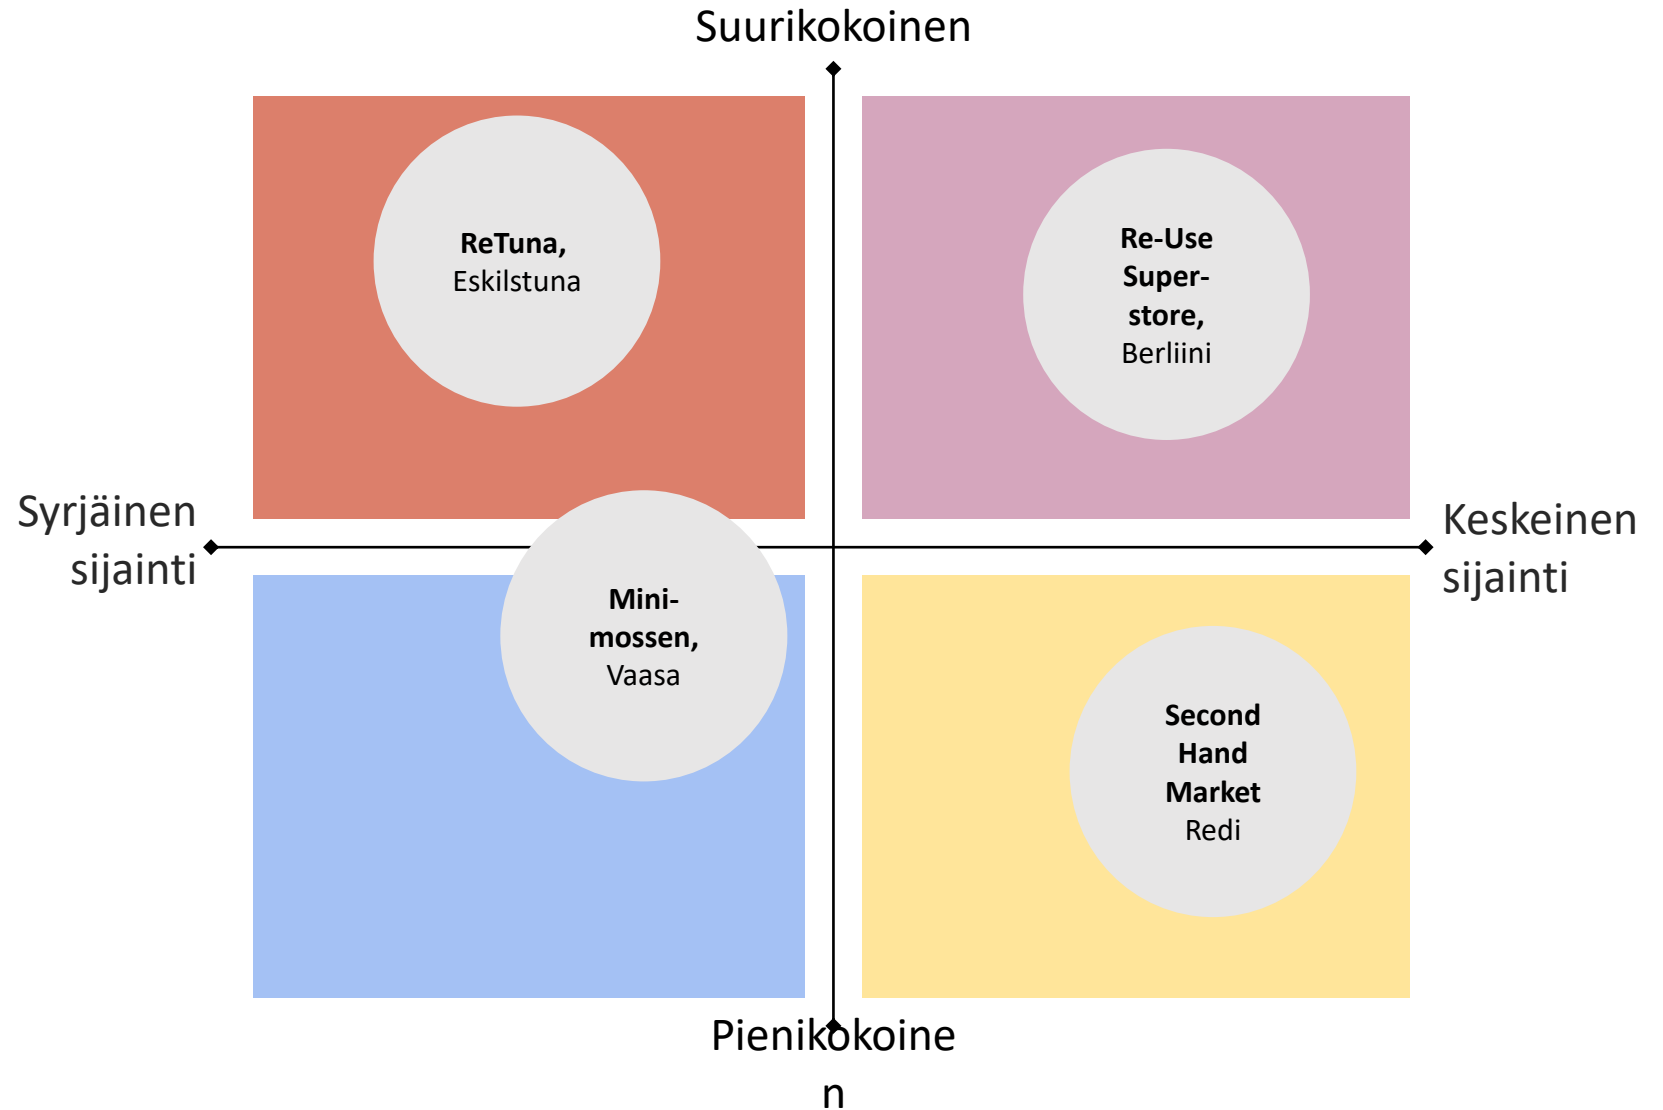 Suurikokoinen
ReTuna,
Eskilstuna
Re-Use
Super-
store,
Berliini
Syrjäinen
sijainti
Keskeinen
sijainti
Mini-
mossen,
Vaasa
Second
Hand
Market
Redi
Pienikokoine
n